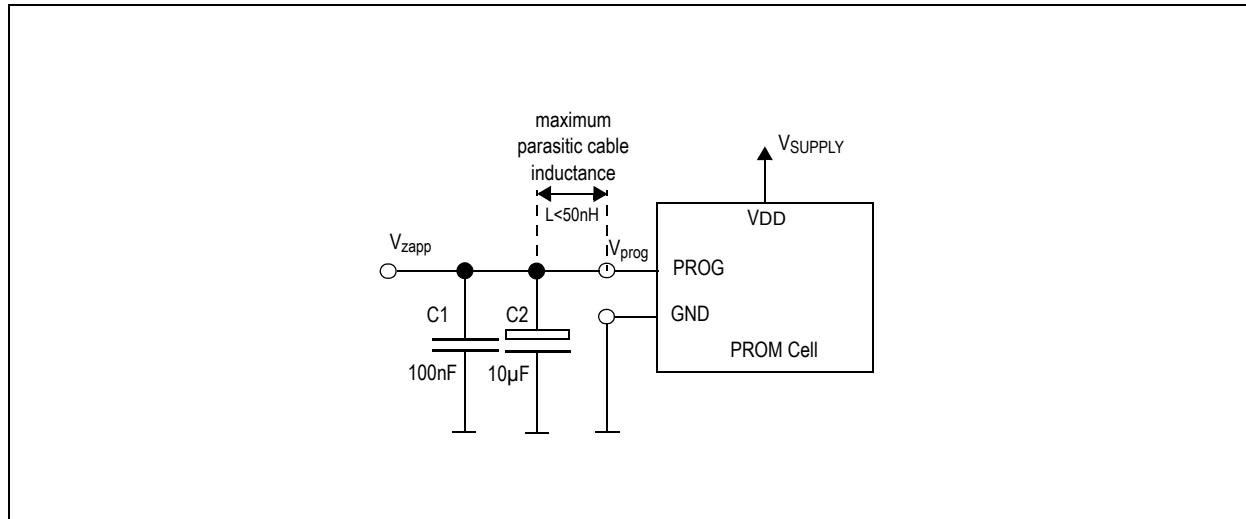 maximum
parasitic cable
inductance
L<50nH
VSUPPLY
VDD
Vzapp
Vprog
PROG
GND
PROM Cell
C1
C2
100nF
10µF